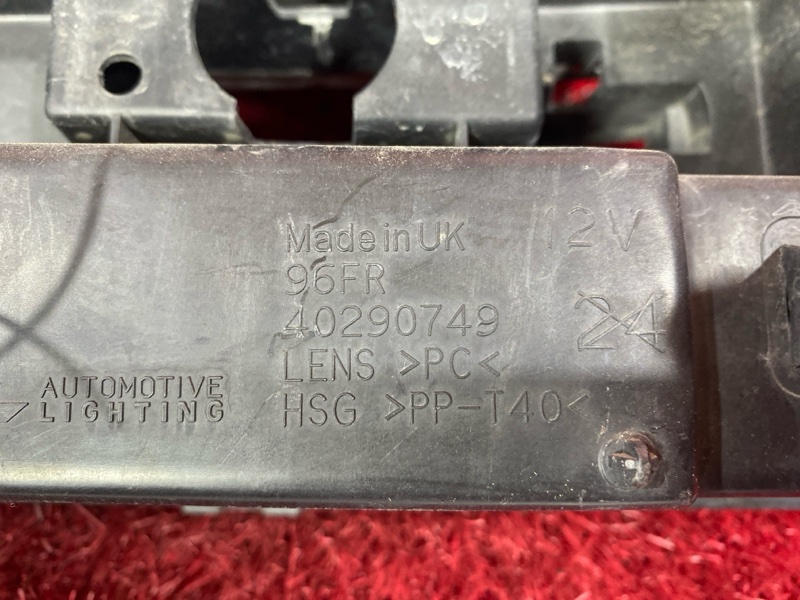 Made in UK
12V
96FR
40290749
24
LENS >PC<
HSG >PP-T40<
AUTOMOTIVE
LIGHTING